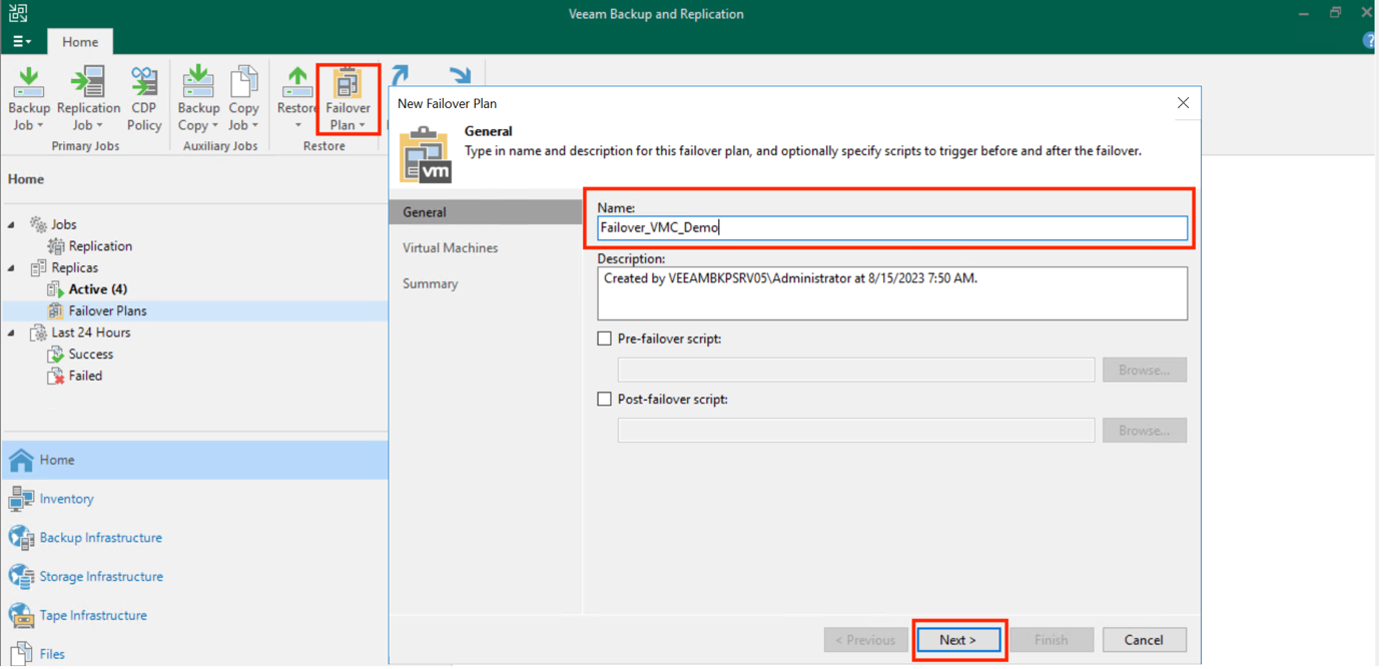 Veeam Backup and Replication
Home
Backup Job
Replication Job
CDP Policy
Primary Jobs
Backup Copy
Copy Job
Auxiliary Jobs
Restore
Failover Plan
Restore
Home
Jobs
Replication
Replicas
Active (4)
Failover Plans
Last 24 Hours
Success
Failed
Home
Inventory
Backup Infrastructure
Storage Infrastructure
Tape Infrastructure
Files
New Failover Plan
General
Type in name and description for this failover plan, and optionally specify scripts to trigger before and after the failover.
vm
General
Virtual Machines
Summary
Name:
Failover_VMC_Demo
Description:
Created by VEEAMBKPSRV05\Administrator at 8/15/2023 7:50 AM.
Pre-failover script:
Browse...
Post-failover script:
Browse...
< Previous
Next >
Finish
Cancel